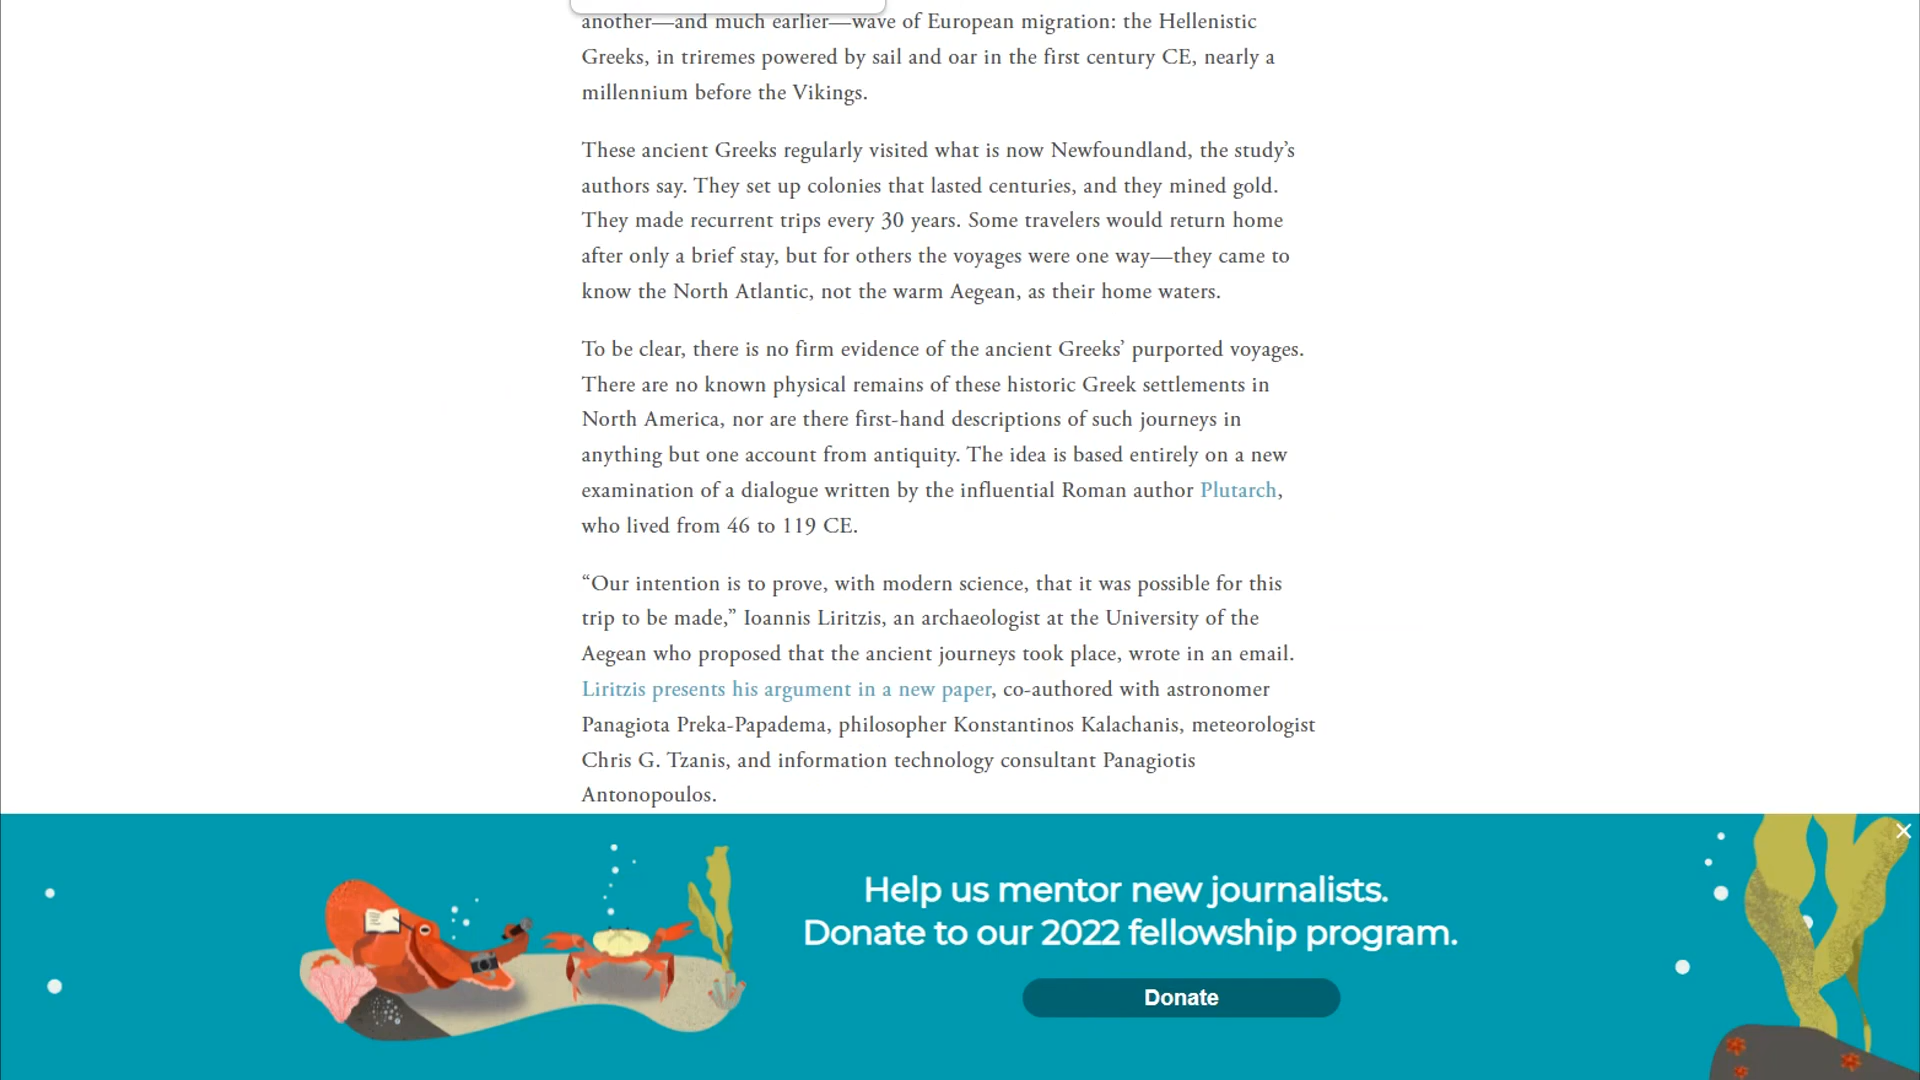 another—and much earlier—wave of European migration: the Hellenistic
Greeks, in triremes powered by sail and oar in the first century CE, nearly a
millennium before the Vikings.
These ancient Greeks regularly visited what is now Newfoundland, the study’s
authors say. They set up colonies that lasted centuries, and they mined gold.
They made recurrent trips every 30 years. Some travelers would return home
after only a brief stay, but for others the voyages were one way—they came to
know the North Atlantic, not the warm Aegean, as their home waters.
To be clear, there is no firm evidence of the ancient Greeks’ purported voyages.
There are no known physical remains of these historic Greek settlements in
North America, nor are there first-hand descriptions of such journeys in
anything but one account from antiquity. The idea is based entirely on a new
examination of a dialogue written by the influential Roman author Plutarch,
who lived from 46 to 119 CE.
“Our intention is to prove, with modern science, that it was possible for this
trip to be made,” Ioannis Liritzis, an archaeologist at the University of the
Aegean who proposed that the ancient journeys took place, wrote in an email.
Liritzis presents his argument in a new paper, co-authored with astronomer
Panagiota Preka-Papadema, philosopher Konstantinos Kalachanis, meteorologist
Chris G. Tzanis, and information technology consultant Panagiotis
Antonopoulos.
Help us mentor new journalists.
Donate to our 2022 fellowship program.
Donate